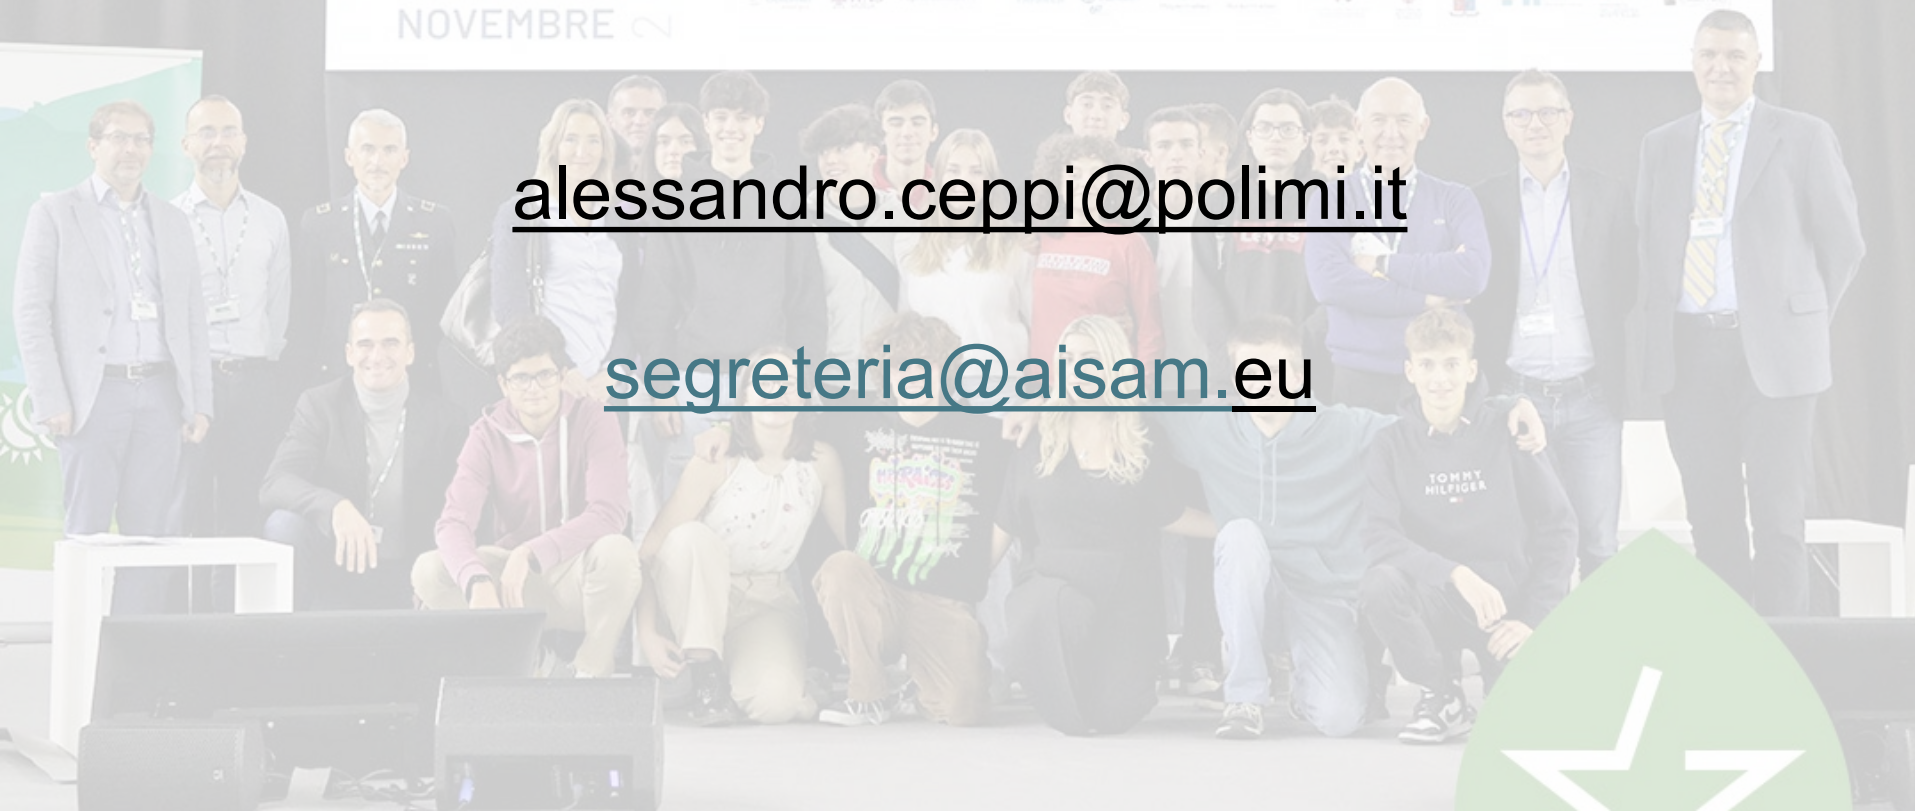 NOVEMBRE
alessandro.ceppi@polimi.it
segreteria@aisam.eu
TOMMY
HILFIGER